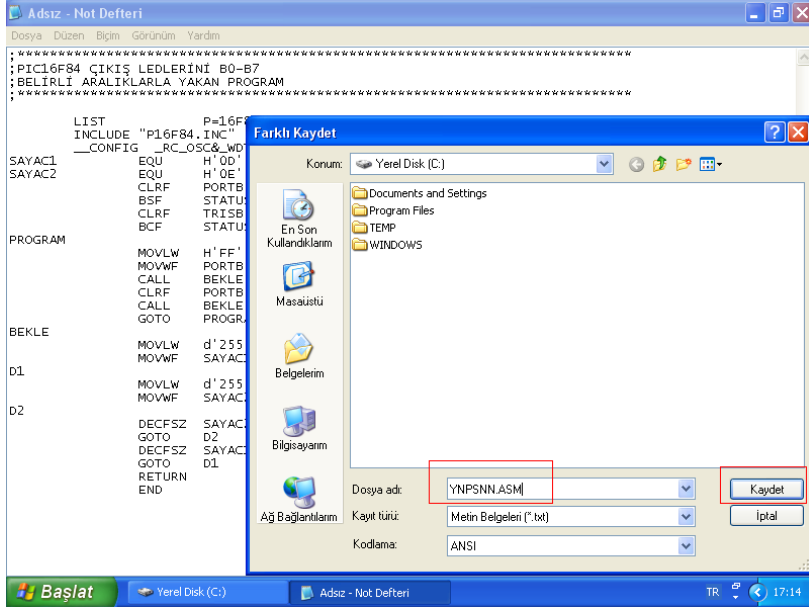 Adsız - Not Defteri
Dosya Düzen Biçim Görünüm Yardım
;*******************************************************************************
;PIC16F84 ÇIKIŞ LEDLERİNİ B0-B7
;BELİRLİ ARALIKLARLA YAKAN PROGRAM
;*******************************************************************************
LIST P=16F8
INCLUDE "P16F84.INC"
__CONFIG _RC_OSC&_WDT
SAYAC1 EQU H'0D'
SAYAC2 EQU H'0E'
CLRF PORTB
BSF STATUS
CLRF TRISB
BCF STATUS
PROGRAM
MOVLW H'FF'
MOVWF PORTB
CALL BEKLE
CLRF PORTB
CALL BEKLE
GOTO PROGRA
BEKLE
MOVLW d'255
MOVWF SAYAC
D1
MOVLW d'255
MOVWF SAYAC
D2
DECFSZ SAYAC
GOTO D2
DECFSZ SAYAC
GOTO D1
RETURN
END
Farklı Kaydet
Konum: Yerel Disk (C:)
En Son Kullandıklarım
Masaüstü
Belgelerim
Bilgisayarım
Ağ Bağlantılarım
Documents and Settings
Program Files
TEMP
WINDOWS
Dosya adı: YNPSNN.ASM Kaydet
Kayıt türü: Metin Belgeleri (*.txt) İptal
Kodlama: ANSI
Başlat Yerel Disk (C:) Adsız - Not Defteri TR 17:14